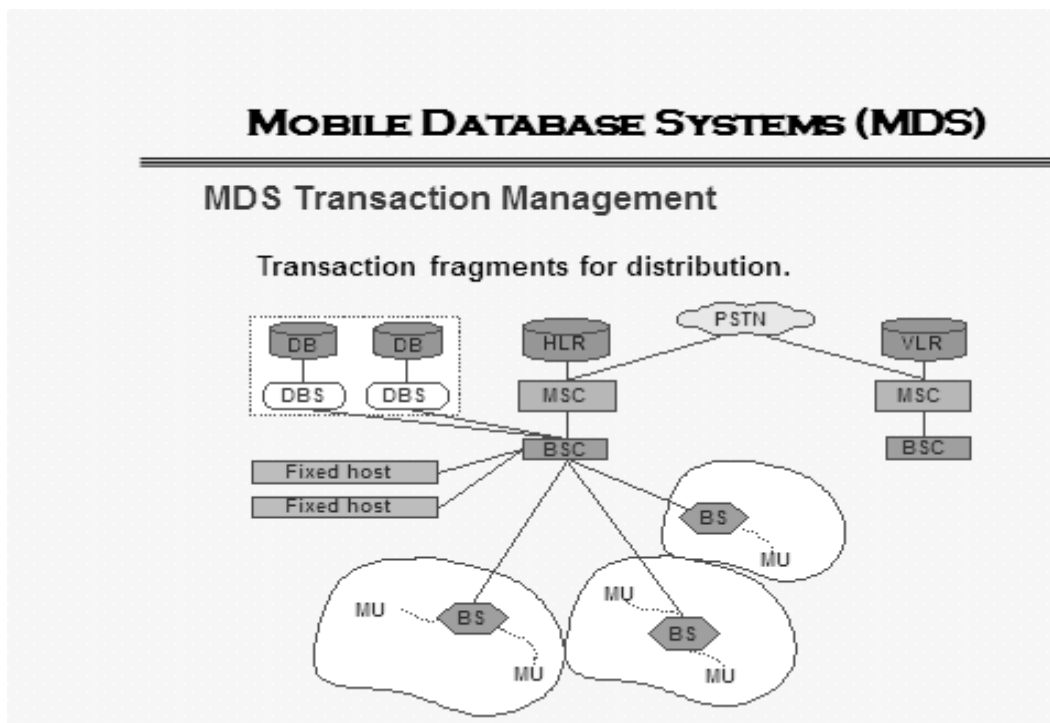 MOBILE DATABASE SYSTEMS (MDS)
MDS Transaction Management
Transaction fragments for distribution.
PSTN
DB DB HLR VLR
DBS DBS MSC MSC
BSC BSC
Fixed host
Fixed host
BS
MU
MU BS MU
MU BS
MU